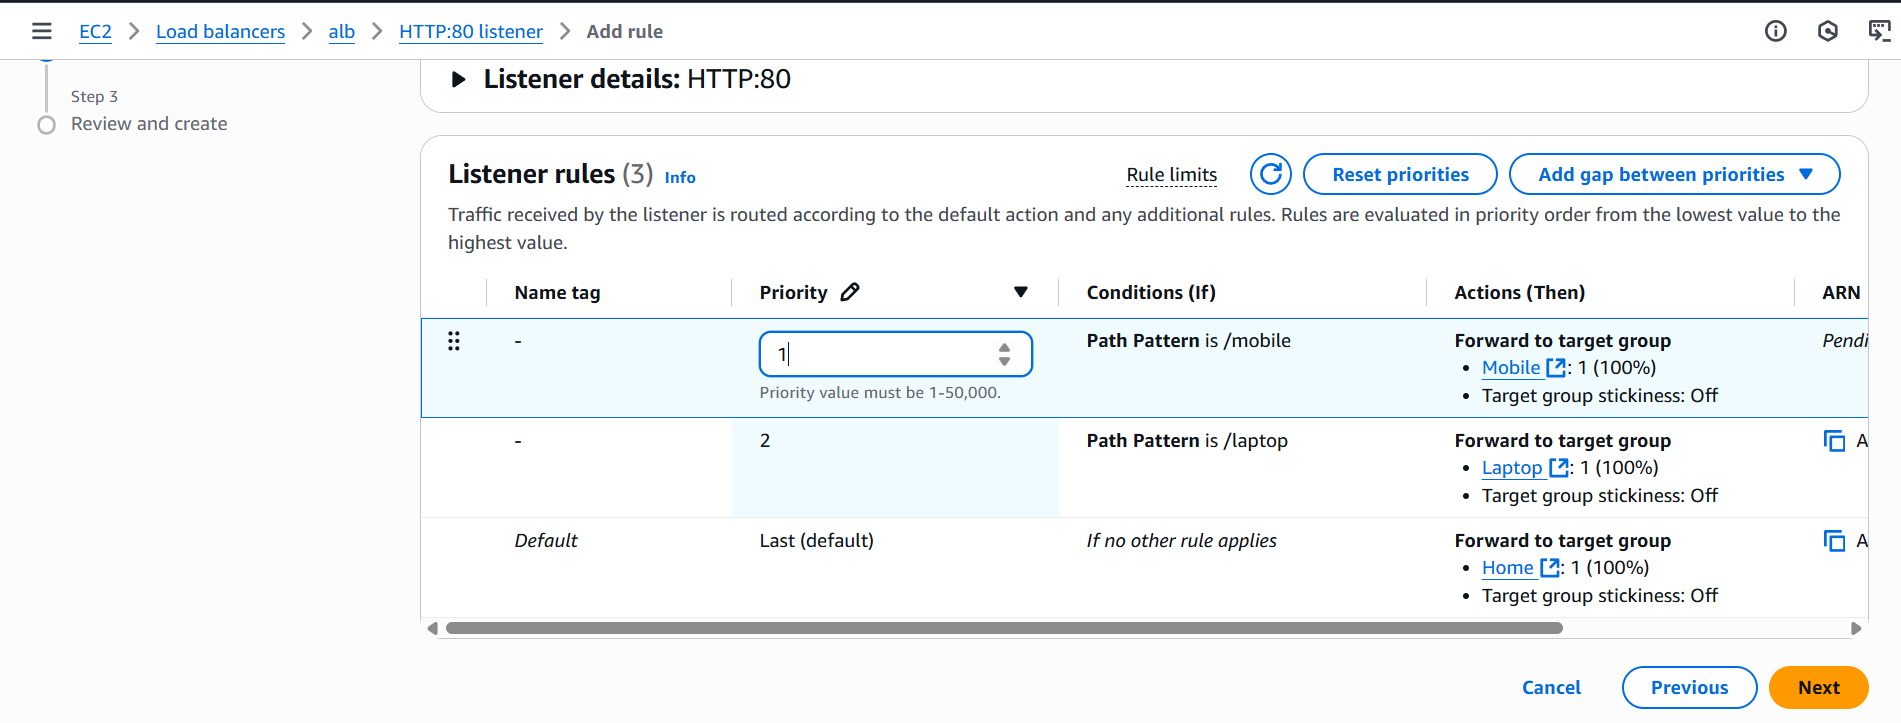 EC2 > Load balancers > alb > HTTP:80 listener > Add rule
Step 3
Review and create
Listener details: HTTP:80
Listener rules (3) Info
Rule limits
Reset priorities
Add gap between priorities
Traffic received by the listener is routed according to the default action and any additional rules. Rules are evaluated in priority order from the lowest value to the
highest value.
Name tag Priority Conditions (If) Actions (Then) ARN
- 1 Path Pattern is /mobile Forward to target group Pendi
Priority value must be 1-50,000.
• Mobile : 1 (100%)
• Target group stickiness: Off
- 2 Path Pattern is /laptop Forward to target group A
• Laptop : 1 (100%)
• Target group stickiness: Off
Default Last (default) If no other rule applies Forward to target group A
• Home : 1 (100%)
• Target group stickiness: Off
Cancel Previous Next